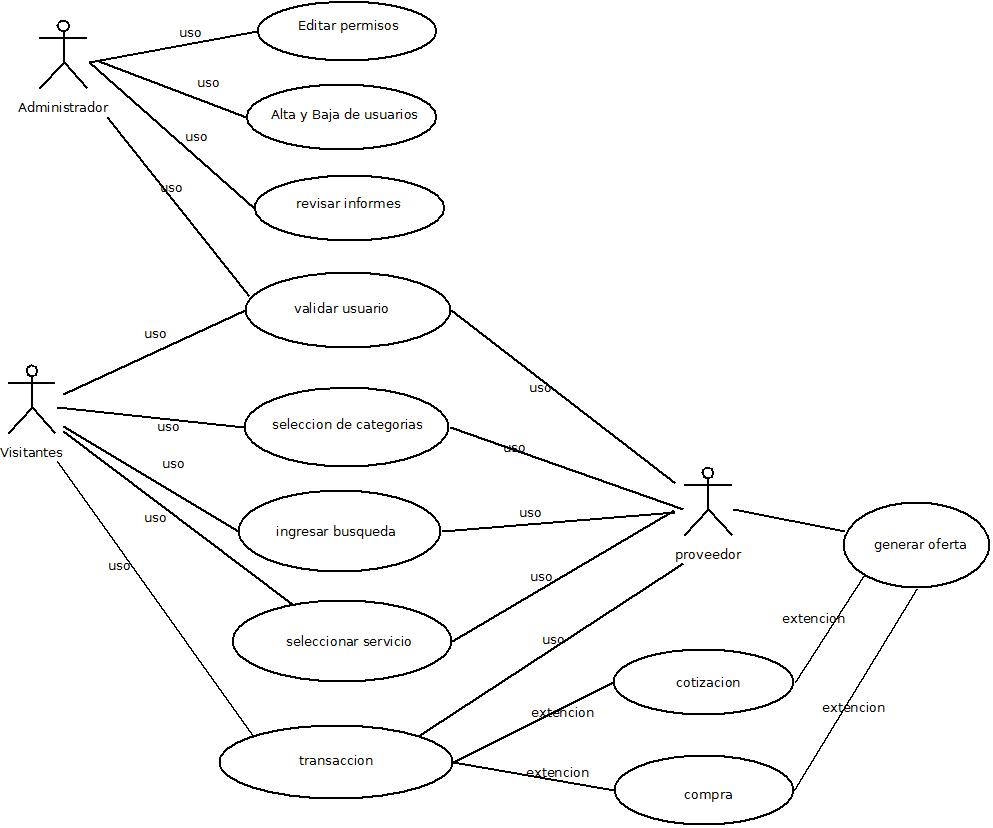 Editar permisos
uso
uso
Administrador
Alta y Baja de usuarios
uso
uso
revisar informes
validar usuario
uso
uso
seleccion de categorias
uso
uso
Visitantes
uso
uso
uso
ingresar busqueda
proveedor
generar oferta
uso
uso
extencion
seleccionar servicio
uso
cotizacion
extencion
extencion
transaccion
extencion
compra